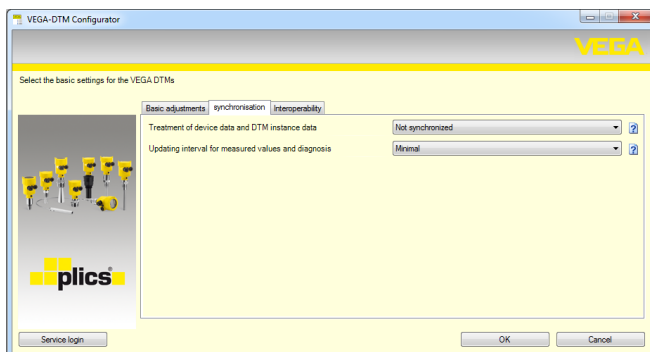 VEGA-DTM Configurator
VEGA
Select the basic settings for the VEGA DTMs
Basic adjustments synchronisation Interoperability
Treatment of device data and DTM instance data Not synchronized
Updating interval for measured values and diagnosis Minimal
plics®
Service login OK Cancel